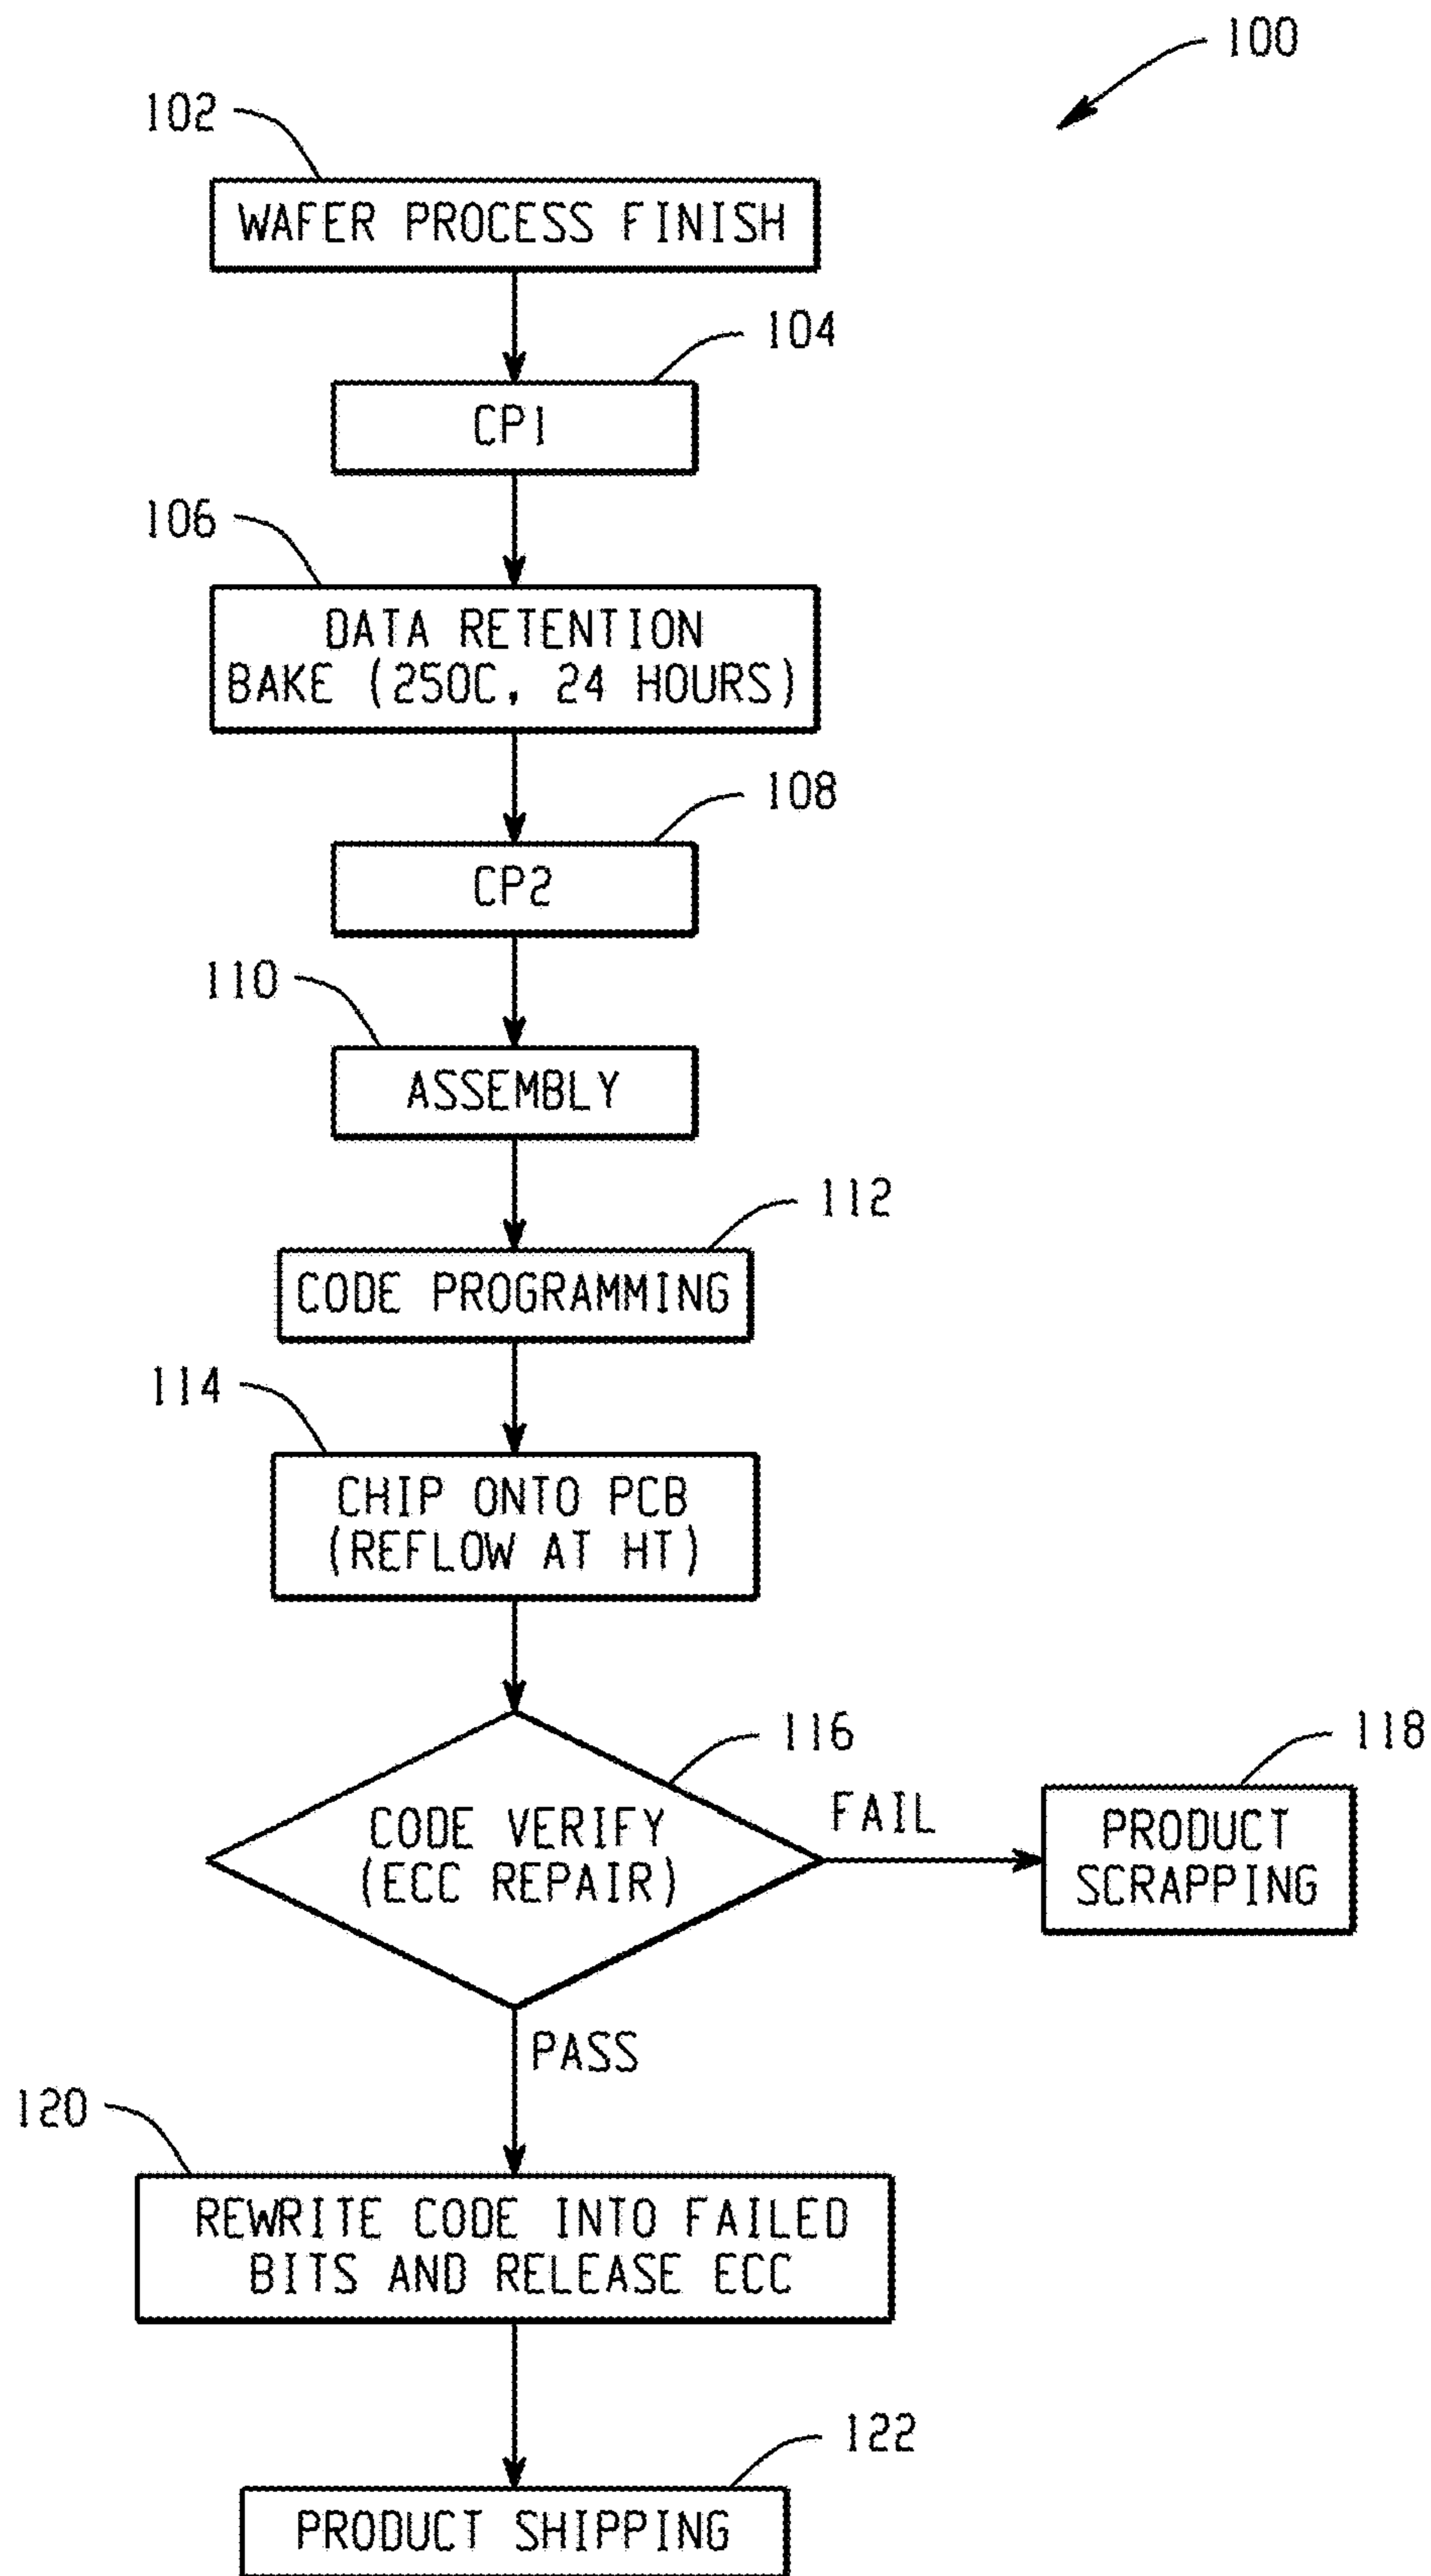 100
102
WAFER PROCESS FINISH
104
CP1
106
DATA RETENTION
BAKE (250C, 24 HOURS)
108
CP2
110
ASSEMBLY
112
CODE PROGRAMMING
114
CHIP ONTO PCB
(REFLOW AT HT)
116
118
CODE VERIFY
(ECC REPAIR)
FAIL
PRODUCT
SCRAPPING
PASS
120
REWRITE CODE INTO FAILED
BITS AND RELEASE ECC
122
PRODUCT SHIPPING